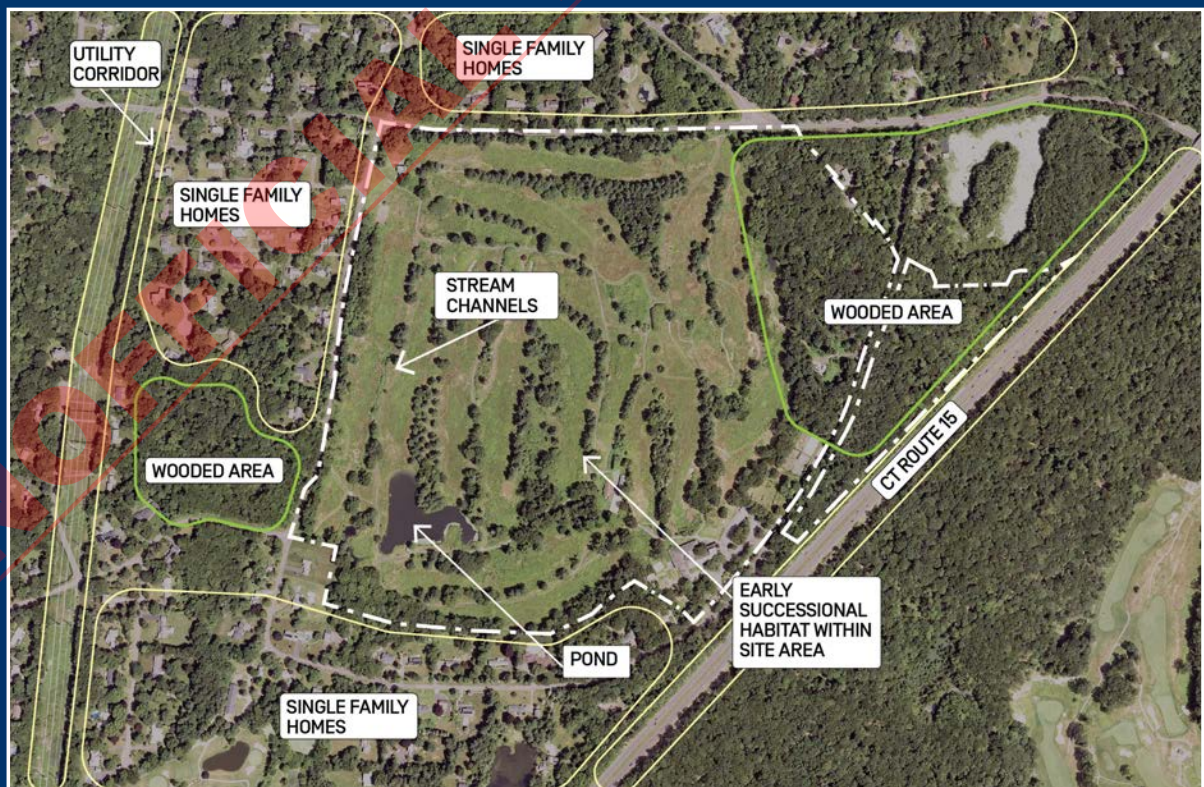 UTILITY
CORRIDOR
SINGLE FAMILY
HOMES
SINGLE FAMILY
HOMES
STREAM
CHANNELS
WOODED AREA
WOODED AREA
CT ROUTE 15
EARLY
SUCCESSIONAL
HABITAT WITHIN
SITE AREA
POND
SINGLE FAMILY
HOMES